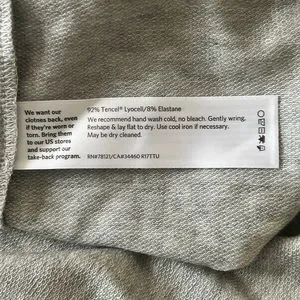 We want our
clothes back, even
if they're worn or
torn. Bring them
to our US stores
and support our
take-back program.
92% Tencel® Lyocell/8% Elastane
We recommend hand wash cold, no bleach. Gently wring.
Reshape & lay flat to dry. Use cool iron if necessary.
May be dry cleaned.
RN#78121/CA#34460 R17TTU